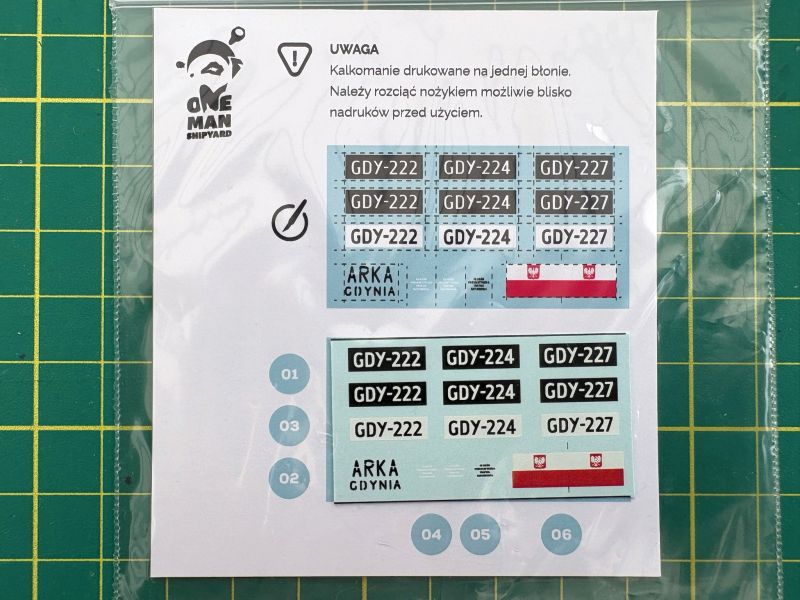 ONE
MAN
SHIPYARD
UWAGA
Kalkomanie drukowane na jednej błonie.
Należy rozciąć nożykiem możliwie blisko
nadruków przed użyciem.
GDY-222 GDY-224 GDY-227
GDY-222 GDY-224 GDY-227
GDY-222 GDY-224 GDY-227
ARKA
GDYNIA
01
03
02
GDY-222 GDY-224 GDY-227
GDY-222 GDY-224 GDY-227
GDY-222 GDY-224 GDY-227
ARKA
GDYNIA
04 05 06